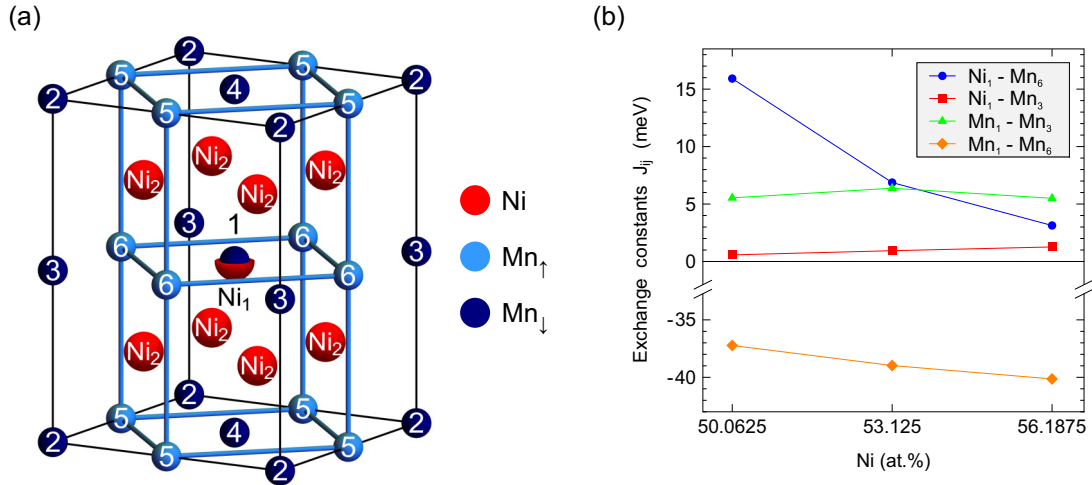 (a)
2
5 5
2 4 2
5 5
2
Ni₂ Ni₂ Ni₂
Ni₂
1 3
6 6
3 3
6 6
Ni₁ 3
Ni₂ Ni₂ Ni₂
Ni₂
2
5 5
2 4 2
5 5
2
Ni
Mn↑
Mn↓
(b)
Exchange constants Jᵢⱼ (meV)
15
10
5
0
-35
-40
Ni₁ - Mn₆
Ni₁ - Mn₃
Mn₁ - Mn₃
Mn₁ - Mn₆
50.0625 53.125 56.1875
Ni (at.%)